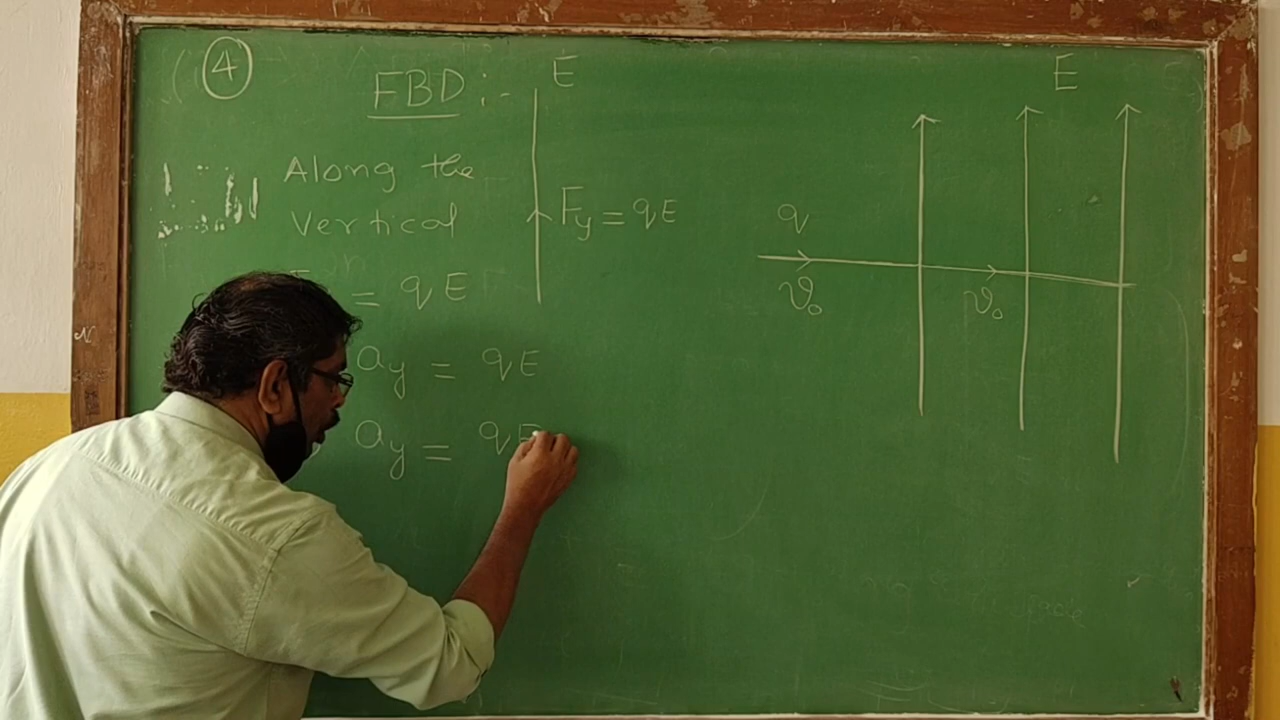 ④
FBD :-
E
Along the
vertical
Fy = qE
= qE
ay = qE
ay = qE
E
q
v₀
v₀